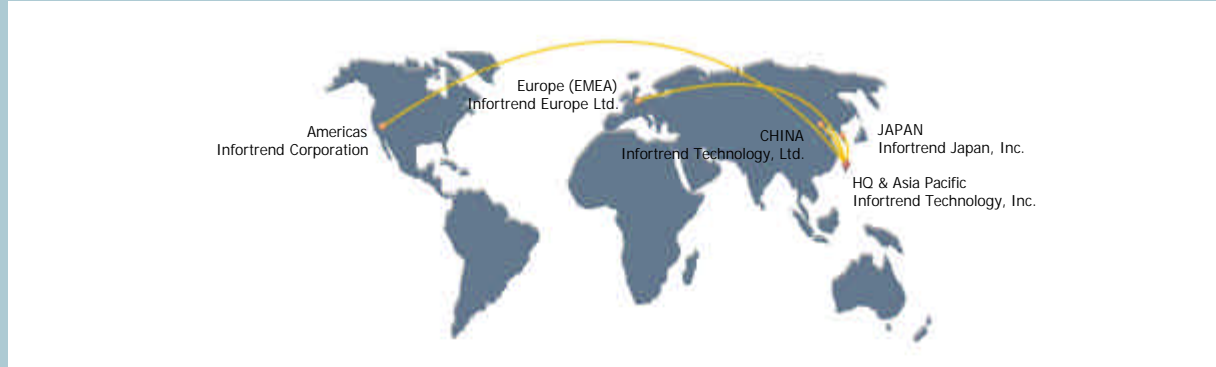 Europe (EMEA)
Infortrend Europe Ltd.
Americas
Infortrend Corporation
CHINA
Infortrend Technology, Ltd.
JAPAN
Infortrend Japan, Inc.
HQ & Asia Pacific
Infortrend Technology, Inc.